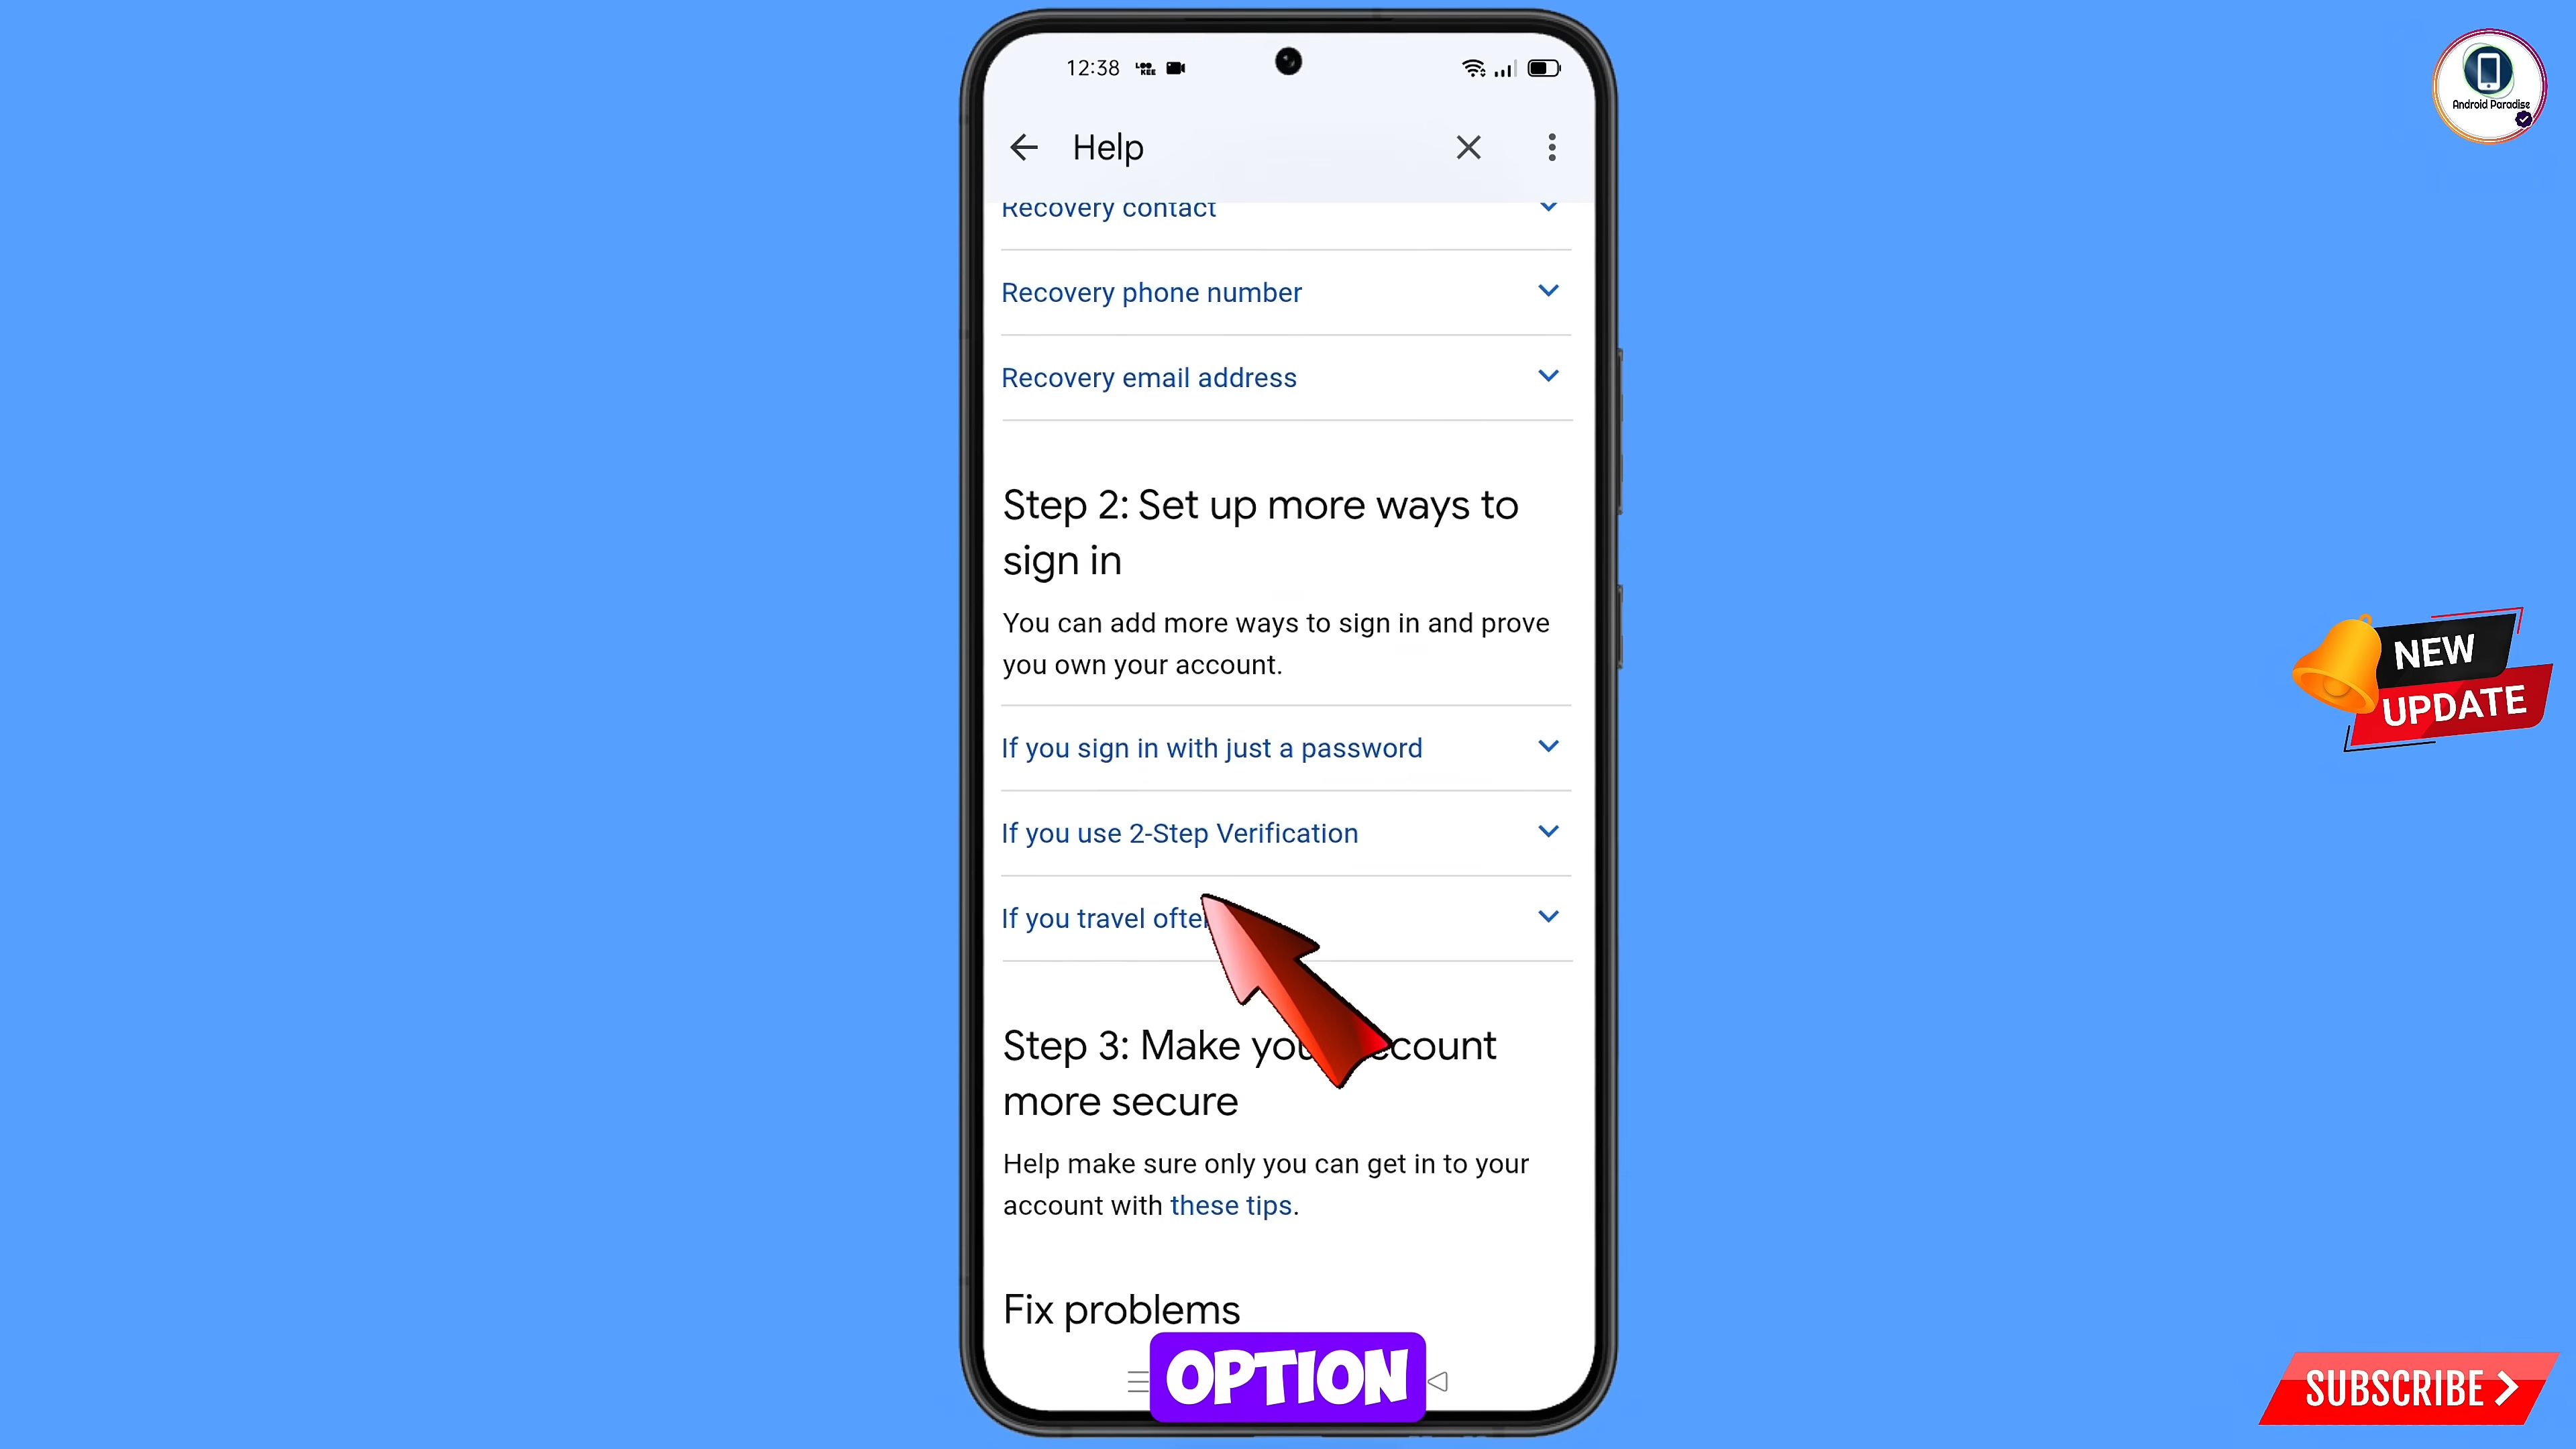 12:38
LOO
KEE
Help
Recovery contact
Recovery phone number
Recovery email address
Step 2: Set up more ways to
sign in
You can add more ways to sign in and prove
you own your account.
If you sign in with just a password
If you use 2-Step Verification
If you travel ofte
Step 3: Make you count
more secure
Help make sure only you can get in to your
account with these tips.
Fix problems
OPTION
Android Paradise
NEW
UPDATE
SUBSCRIBE